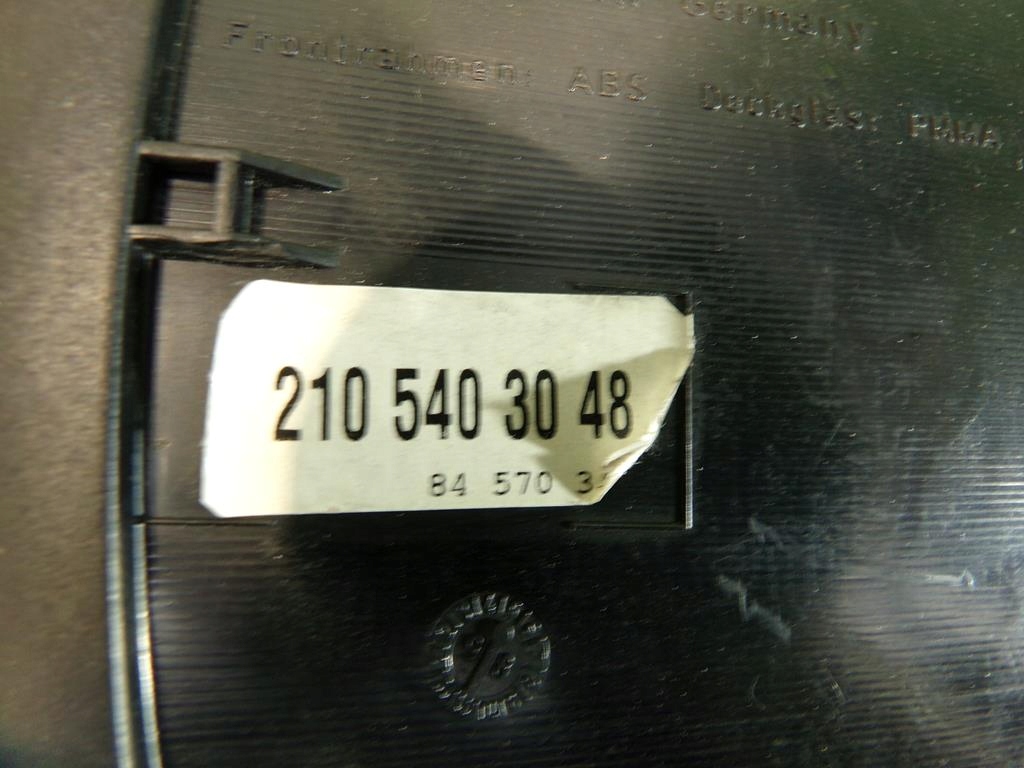 Germany
Frontrahmen: ABS Deckglas: PMMA
210 540 30 48
84 570